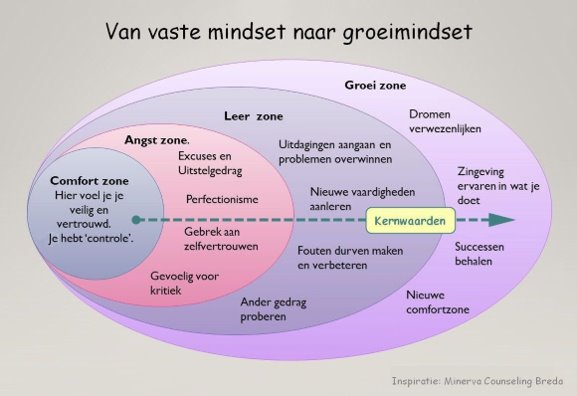 Van vaste mindset naar groeimindset
Groei zone
Dromen
verwezenlijken
Zingeving
ervaren in wat je
doet
Successen
behalen
Nieuwe
comfortzone
Leer zone
Uitdagingen aangaan en
problemen overwinnen
Nieuwe vaardigheden
aanleren
Kernwaarden
Fouten durven maken
en verbeteren
Ander gedrag
proberen
Angst zone.
Excuses en
Uitstelgedrag
Perfectionisme
Gebrek aan
zelfvertrouwen
Gevoelig voor
kritiek
Comfort zone
Hier voel je je
veilig en
vertrouwd.
Je hebt ‘controle’.
Inspiratie: Minerva Counseling Breda